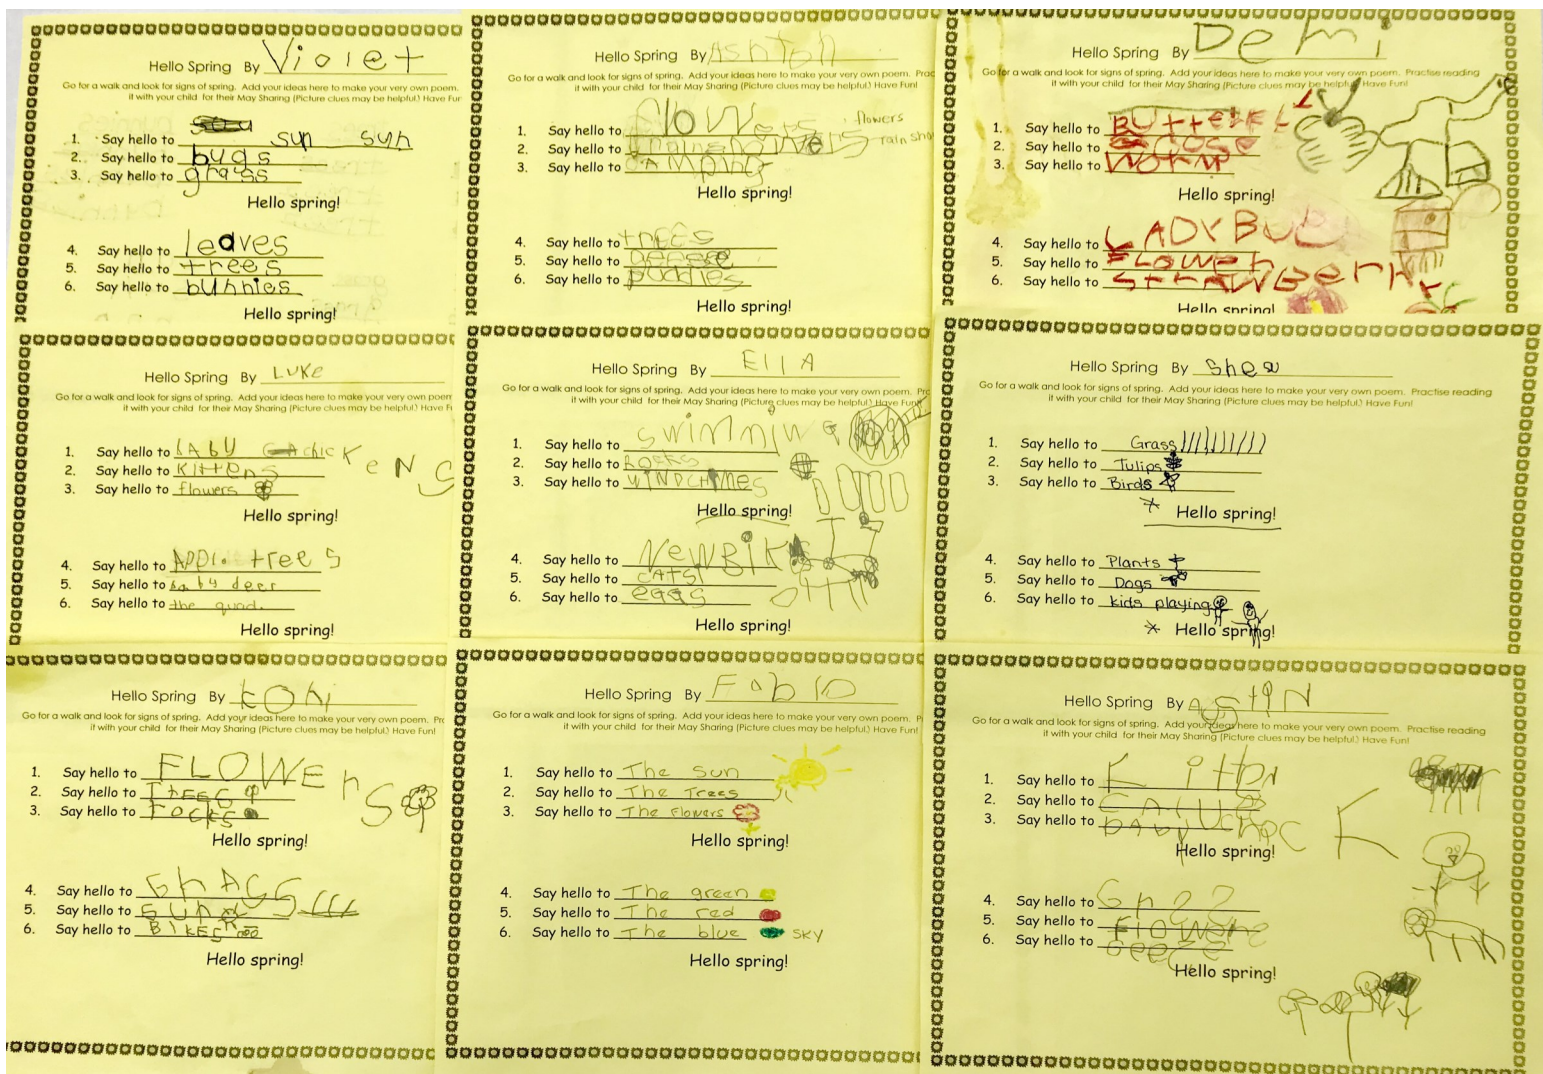 Hello Spring By Violet
Go for a walk and look for signs of spring. Add your ideas here to make your very own poem.
it with your child for their May Sharing (Picture clues may be helpful.) Have Fun
1. Say hello to sun sun
2. Say hello to bugs
3. Say hello to grass
Hello spring!
4. Say hello to leaves
5. Say hello to trees
6. Say hello to bunnies
Hello spring!
Hello Spring By Ashton
Go for a walk and look for signs of spring. Add your ideas here to make your very own poem. Prac
it with your child for their May Sharing (Picture clues may be helpful.) Have Fun!
1. Say hello to Flowers flowers
2. Say hello to rainshowers rain sho
3. Say hello to CAMPING
Hello spring!
4. Say hello to trees
5. Say hello to
6. Say hello to puddles
Hello spring!
Hello Spring By Demi
Go for a walk and look for signs of spring. Add your ideas here to make your very own poem. Practise reading
it with your child for their May Sharing (Picture clues may be helpful) Have Fun!
1. Say hello to
2. Say hello to
3. Say hello to Worm
Hello spring!
4. Say hello to LADYBUG
5. Say hello to Flower
6. Say hello to
Hello spring!
Hello Spring By Luke
Go for a walk and look for signs of spring. Add your ideas here to make your very own poem
it with your child for their May Sharing (Picture clues may be helpful.) Have F
1. Say hello to bABy chicKeNS
2. Say hello to Kittens
3. Say hello to flowers
Hello spring!
4. Say hello to trees
5. Say hello to baby deer
6. Say hello to the quad.
Hello spring!
Hello Spring By EllA
Go for a walk and look for signs of spring. Add your ideas here to make your very own poem. Prc
it with your child for their May Sharing (Picture clues may be helpful.) Have Fun!
1. Say hello to
2. Say hello to Rocks
3. Say hello to WINDCHImes
Hello spring!
4. Say hello to
5. Say hello to CATS
6. Say hello to eggs
Hello spring!
Hello Spring By Shea
Go for a walk and look for signs of spring. Add your ideas here to make your very own poem. Practise reading
it with your child for their May Sharing (Picture clues may be helpful.) Have Fun!
1. Say hello to Grass
2. Say hello to Tulips
3. Say hello to Birds
Hello spring!
4. Say hello to Plants
5. Say hello to Dogs
6. Say hello to kids playing
Hello spring!
Hello Spring By
Go for a walk and look for signs of spring. Add your ideas here to make your very own poem. Pr
it with your child for their May Sharing (Picture clues may be helpful.) Have Fun!
1. Say hello to FLOWErS
2. Say hello to
3. Say hello to rocks
Hello spring!
4. Say hello to
5. Say hello to
6. Say hello to BIKES
Hello spring!
Hello Spring By Fabio
Go for a walk and look for signs of spring. Add your ideas here to make your very own poem. P
it with your child for their May Sharing (Picture clues may be helpful.) Have Fun!
1. Say hello to The Sun
2. Say hello to The Trees
3. Say hello to The Flowers
Hello spring!
4. Say hello to The green
5. Say hello to The red
6. Say hello to The blue SKY
Hello spring!
Hello Spring By
Go for a walk and look for signs of spring. Add your ideas here to make your very own poem. Practise reading
it with your child for their May Sharing (Picture clues may be helpful.) Have Fun!
1. Say hello to
2. Say hello to
3. Say hello to
Hello spring!
4. Say hello to
5. Say hello to
6. Say hello to
Hello spring!